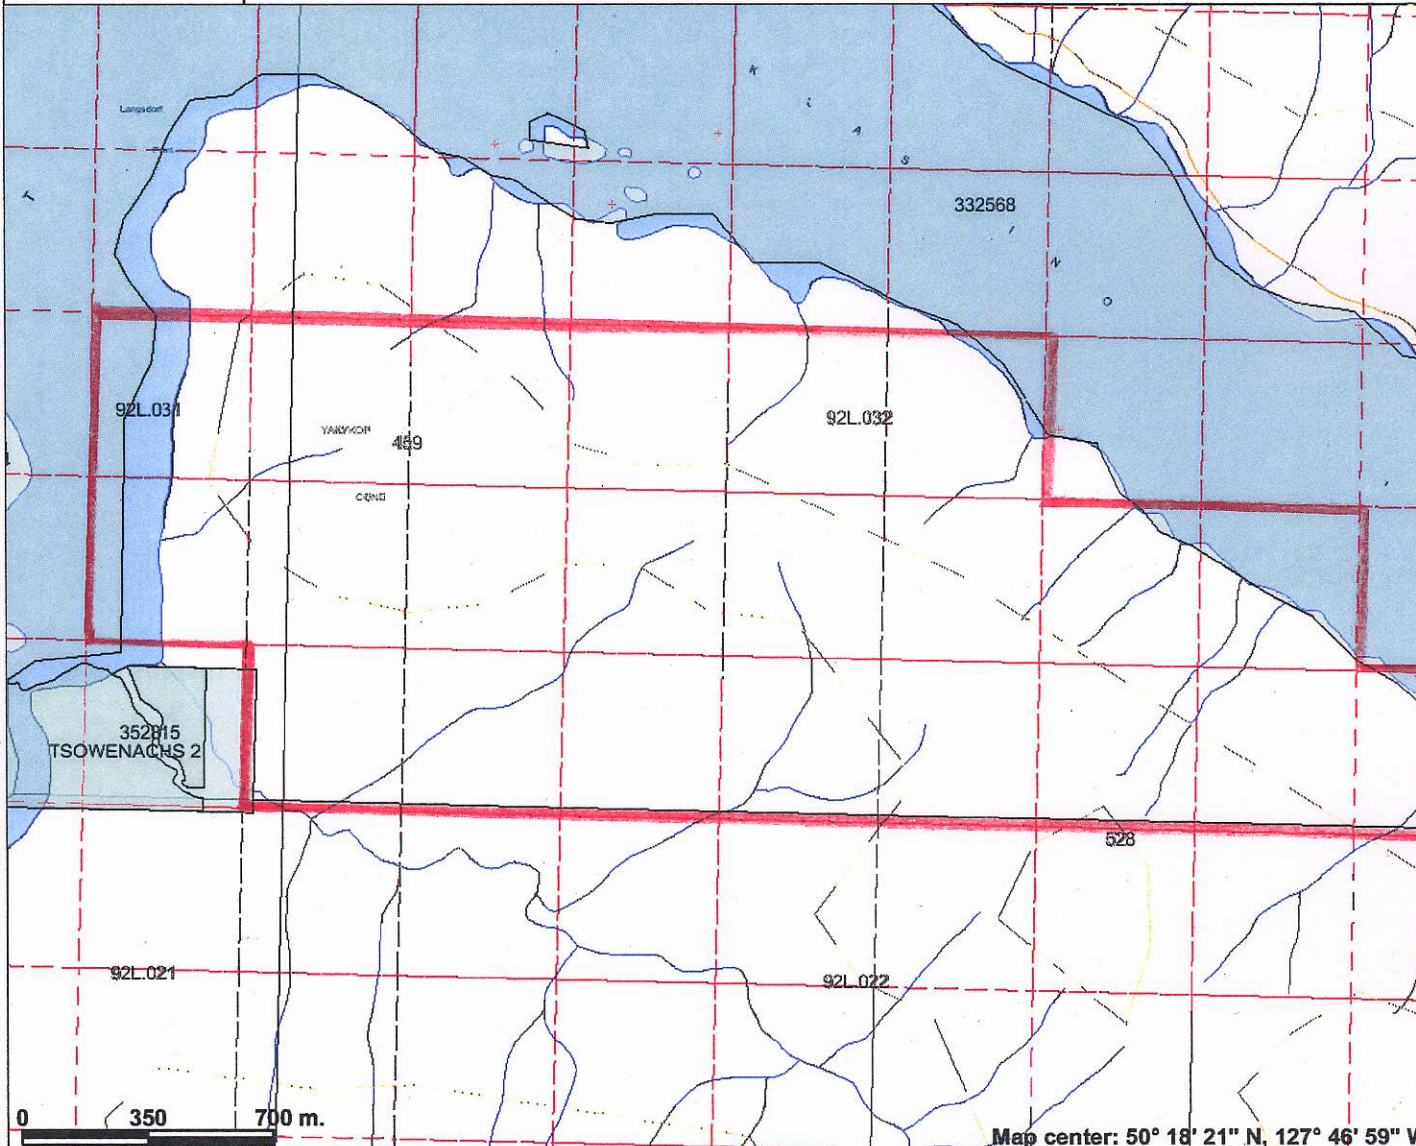 Langsdorf
K
i
A
S
i
N
O
T
332568
92L.031
459
92L.032
352815
TSOWENACHS 2
528
92L.021
92L.022
0 350 700 m.
Map center: 50° 18' 21" N, 127° 46' 59" W